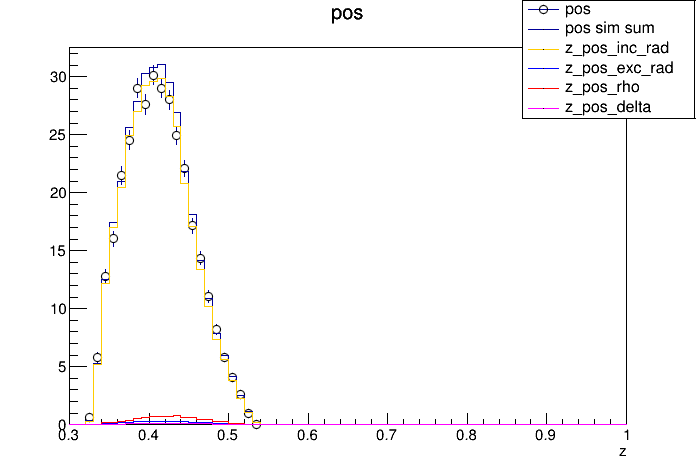 pos
pos
pos sim sum
z_pos_inc_rad
z_pos_exc_rad
z_pos_rho
z_pos_delta
30
25
20
15
10
5
0
0.3 0.4 0.5 0.6 0.7 0.8 0.9 1
z